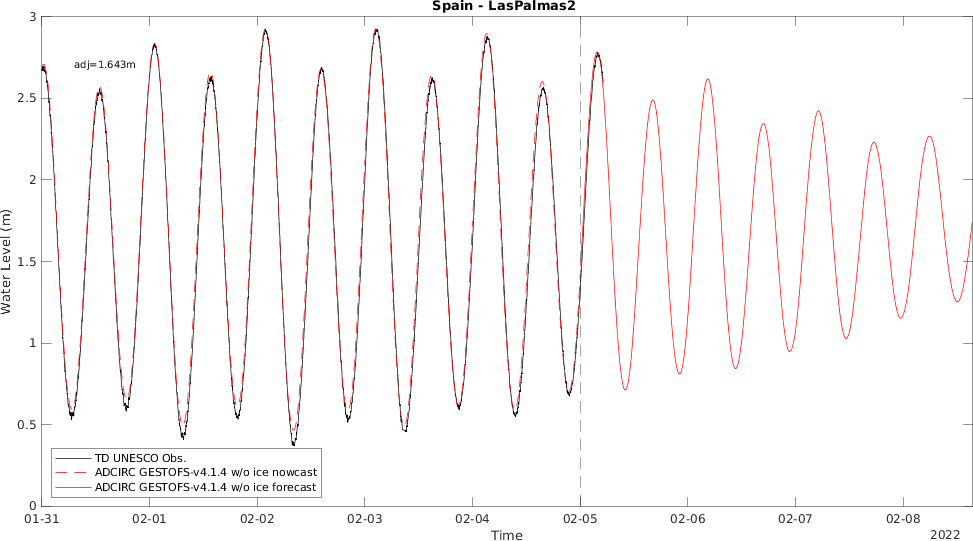 Spain - LasPalmas2
3
adj=1.643m
2.5
2
1.5
1
0.5
0
Water Level (m)
TD UNESCO Obs.
ADCIRC GESTOFS-v4.1.4 w/o ice nowcast
ADCIRC GESTOFS-v4.1.4 w/o ice forecast
01-31 02-01 02-02 02-03 02-04 02-05 02-06 02-07 02-08
Time
2022